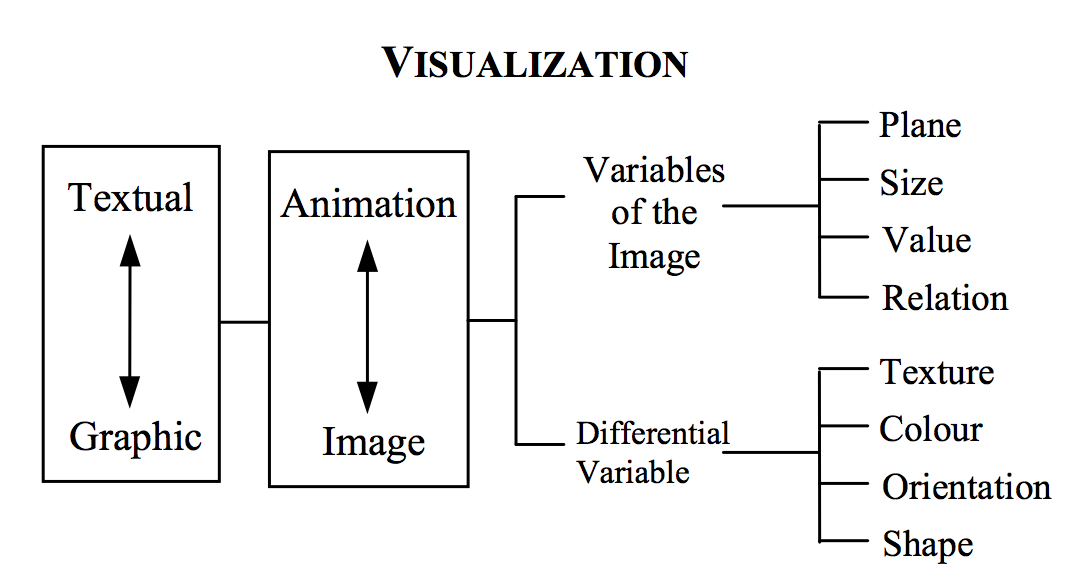 VISUALIZATION
Textual
Graphic
Animation
Image
Variables
of the
Image
Plane
Size
Value
Relation
Differential
Variable
Texture
Colour
Orientation
Shape